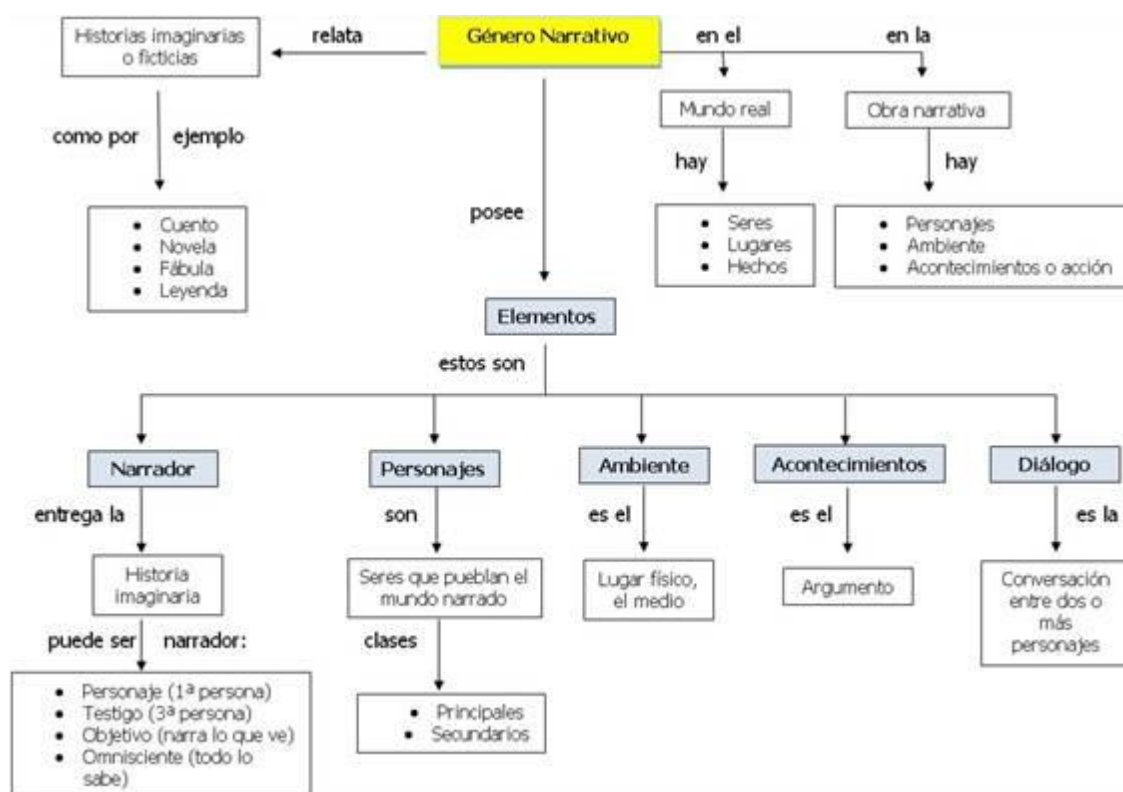 Historias imaginarias
o ficticias
relata
Género Narrativo
en el
en la
Mundo real
Obra narrativa
como por
ejemplo
hay
hay
posee
• Cuento
• Novela
• Fábula
• Leyenda
• Seres
• Lugares
• Hechos
• Personajes
• Ambiente
• Acontecimientos o acción
Elementos
estos son
Narrador
Personajes
Ambiente
Acontecimientos
Diálogo
entrega la
son
es el
es el
es la
Historia
imaginaria
Seres que pueblan el
mundo narrado
Lugar físico,
el medio
Argumento
Conversación
entre dos o
más
personajes
puede ser
narrador:
clases
• Personaje (1ª persona)
• Testigo (3ª persona)
• Objetivo (narra lo que ve)
• Omnisciente (todo lo
sabe)
• Principales
• Secundarios